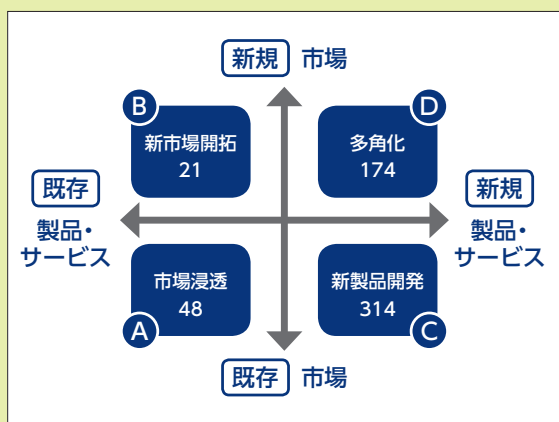 新規 市場
B
新市場開拓
21
D
多角化
174
既存
製品・
サービス
新規
製品・
サービス
市場浸透
48
A
新製品開発
314
C
既存 市場